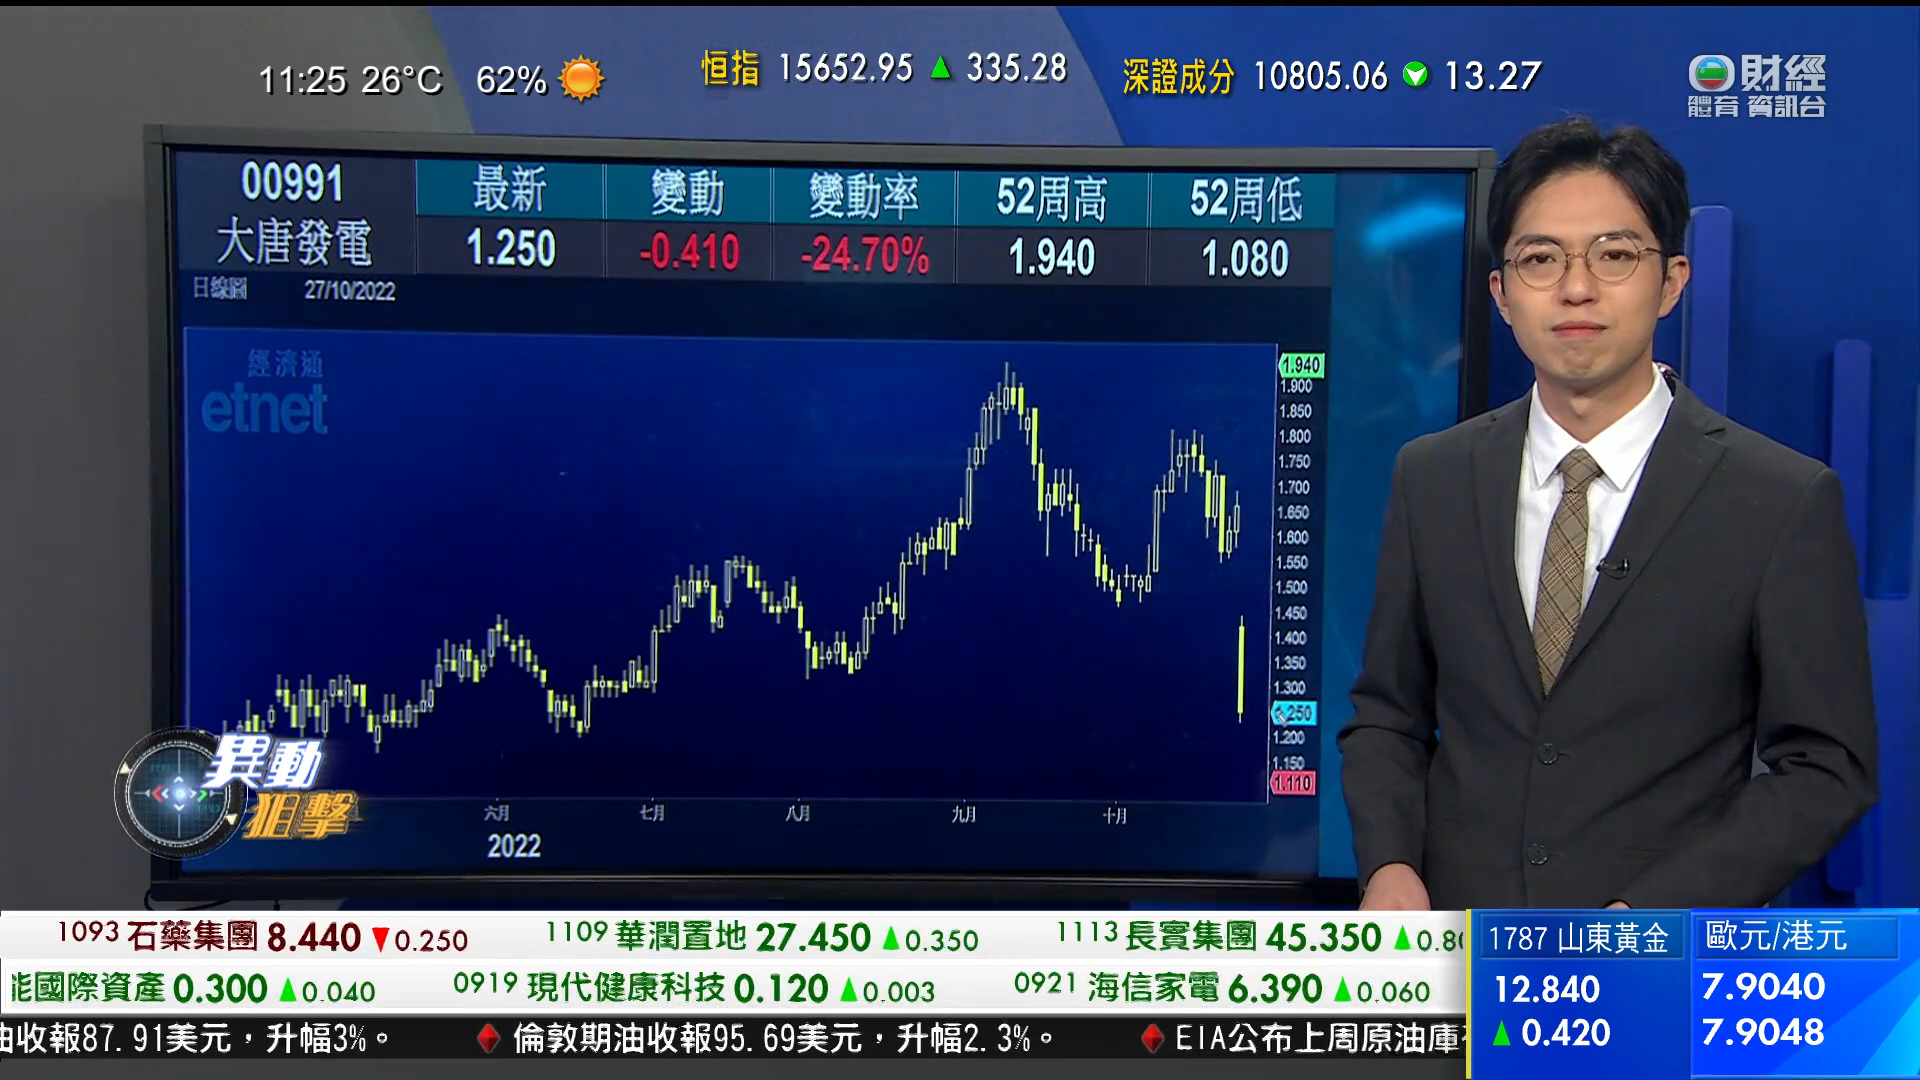 11:25 26°C 62%
恒指 15652.95 ▲ 335.28
深證成分 10805.06 ▼ 13.27
財經
體育 資訊台
00991
大唐發電
最新 變動 變動率 52周高 52周低
1.250 -0.410 -24.70% 1.940 1.080
日線圖 27/10/2022
經濟通
etnet
1.940
1.900
1.850
1.800
1.750
1.700
1.650
1.600
1.550
1.500
1.450
1.400
1.350
1.300
1.250
1.200
1.150
1.110
六月 七月 八月 九月 十月
2022
異動
狙擊
1093 石藥集團 8.440 ▼ 0.250 1109 華潤置地 27.450 ▲ 0.350 1113 長實集團 45.350 ▲ 0.80
能國際資產 0.300 ▲ 0.040 0919 現代健康科技 0.120 ▲ 0.003 0921 海信家電 6.390 ▲ 0.060
油收報87.91美元，升幅3%。 倫敦期油收報95.69美元，升幅2.3%。 EIA公布上周原油庫
1787 山東黃金
12.840
▲ 0.420
歐元/港元
7.9040
7.9048